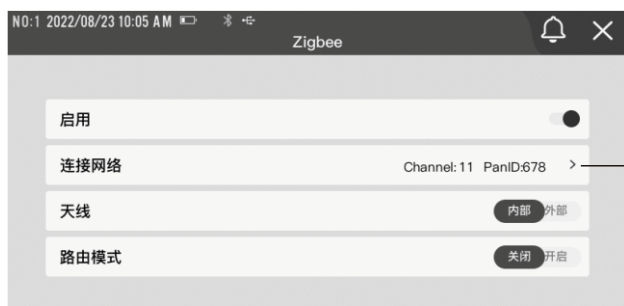 NO:1 2022/08/23 10:05 AM
Zigbee
启用
连接网络 Channel: 11 PanID:678 >
天线 内部 外部
路由模式 关闭 开启